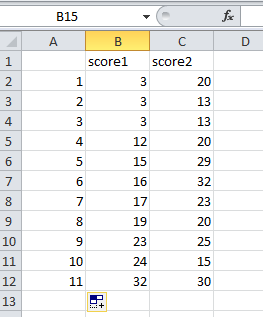 B15 fx
A B C D
1 score1 score2
2 1 3 20
3 2 3 13
4 3 3 13
5 4 12 20
6 5 15 29
7 6 16 32
8 7 17 23
9 8 19 20
10 9 23 25
11 10 24 15
12 11 32 30
13